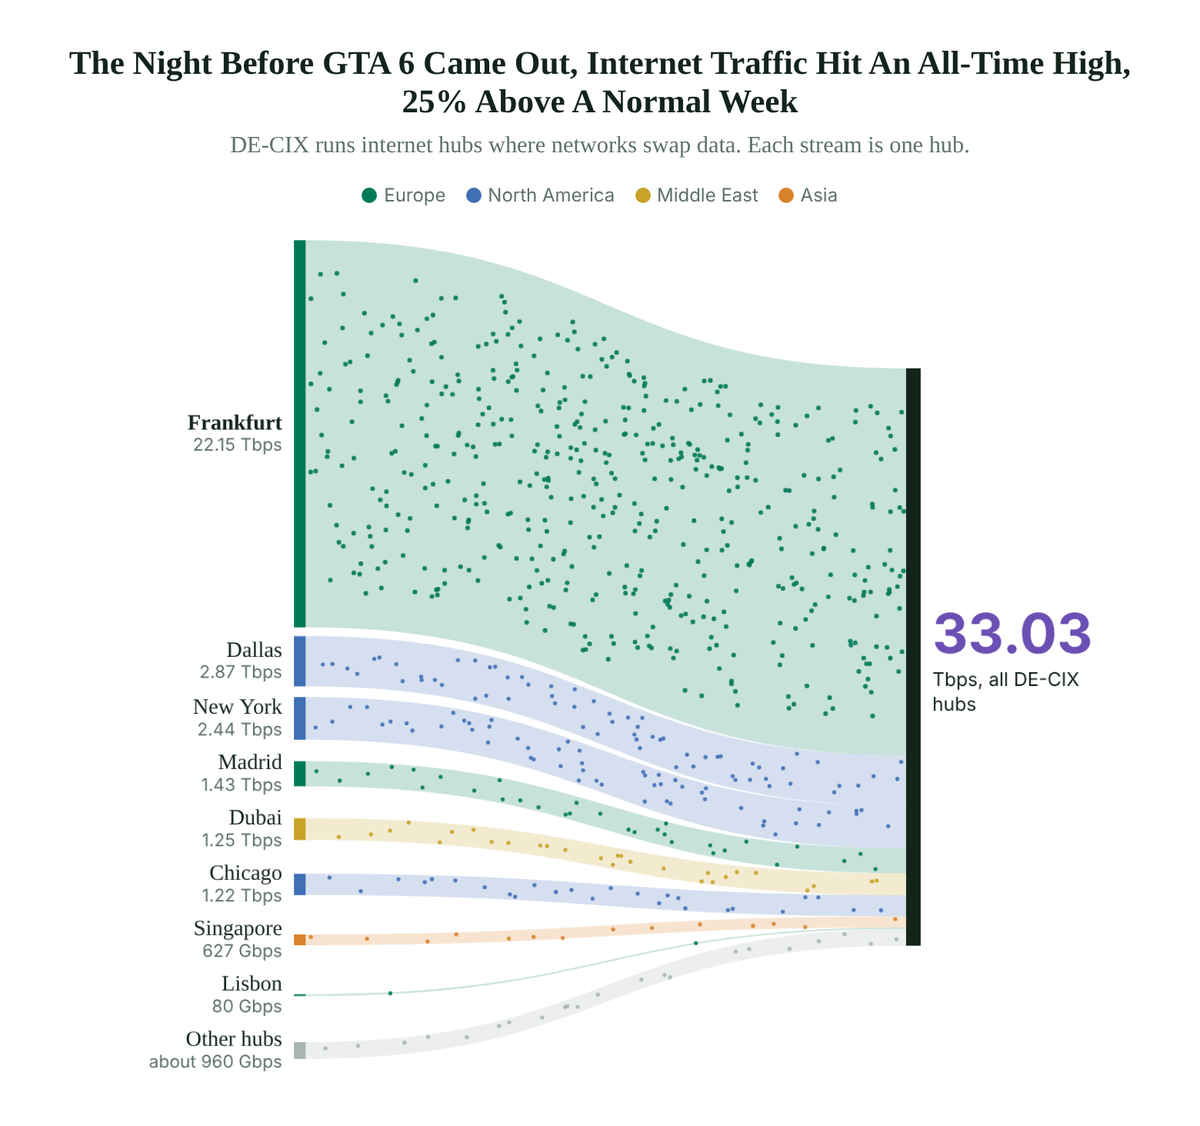 The Night Before GTA 6 Came Out, Internet Traffic Hit An All-Time High,
25% Above A Normal Week
DE-CIX runs internet hubs where networks swap data. Each stream is one hub.
Europe
North America
Middle East
Asia
Frankfurt
22.15 Tbps
Dallas
2.87 Tbps
New York
2.44 Tbps
Madrid
1.43 Tbps
Dubai
1.25 Tbps
Chicago
1.22 Tbps
Singapore
627 Gbps
Lisbon
80 Gbps
Other hubs
about 960 Gbps
33.03
Tbps, all DE-CIX
hubs